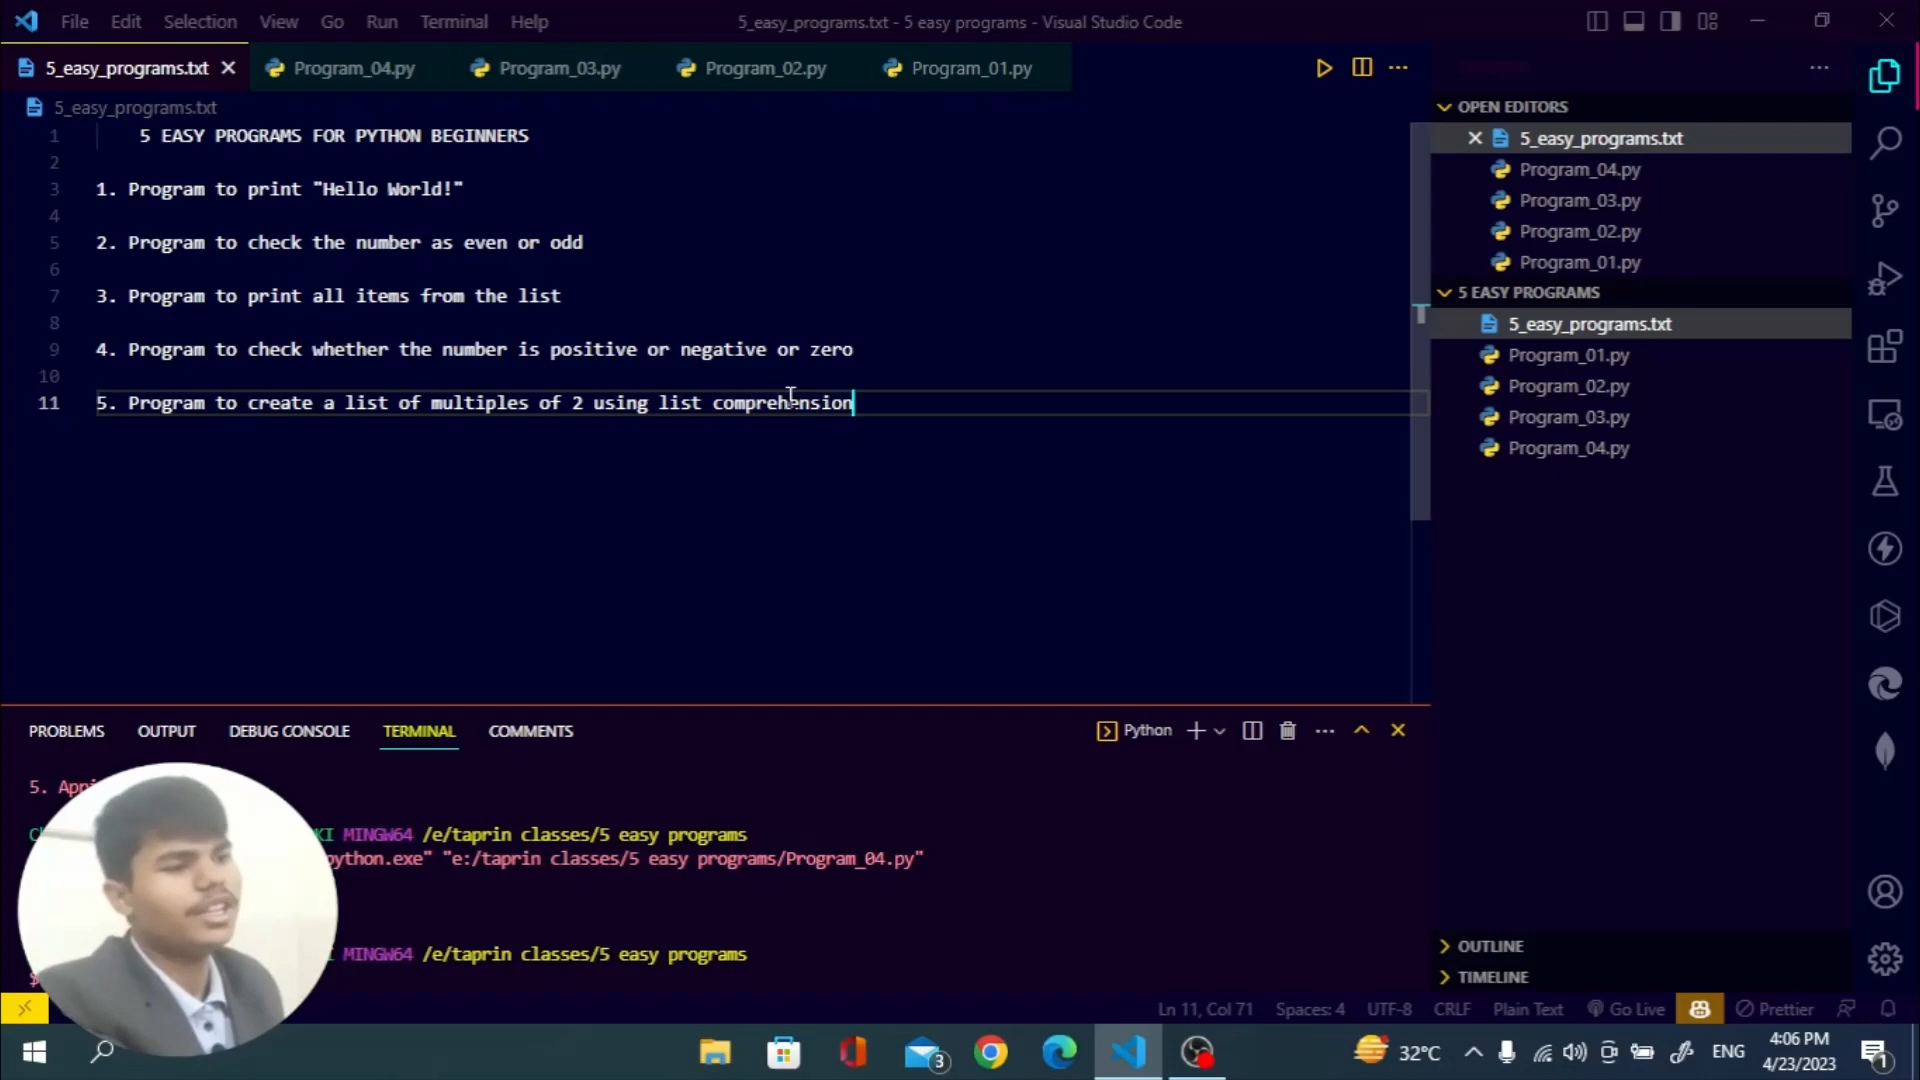 File Edit Selection View Go Run Terminal Help
5_easy_programs.txt - 5 easy programs - Visual Studio Code
5_easy_programs.txt Program_04.py Program_03.py Program_02.py Program_01.py
5_easy_programs.txt
1 5 EASY PROGRAMS FOR PYTHON BEGINNERS
2
3 1. Program to print "Hello World!"
4
5 2. Program to check the number as even or odd
6
7 3. Program to print all items from the list
8
9 4. Program to check whether the number is positive or negative or zero
10
11 5. Program to create a list of multiples of 2 using list comprehension
OPEN EDITORS
5_easy_programs.txt
Program_04.py
Program_03.py
Program_02.py
Program_01.py
5 EASY PROGRAMS
5_easy_programs.txt
Program_01.py
Program_02.py
Program_03.py
Program_04.py
OUTLINE
TIMELINE
PROBLEMS OUTPUT DEBUG CONSOLE TERMINAL COMMENTS
Python
5.
KI MINGW64 /e/taprin classes/5 easy programs
python.exe" "e:/taprin classes/5 easy programs/Program_04.py"
MINGW64 /e/taprin classes/5 easy programs
$
Ln 11, Col 71 Spaces: 4 UTF-8 CRLF Plain Text Go Live Prettier
3
32°C ENG
4:06 PM
4/23/2023
1